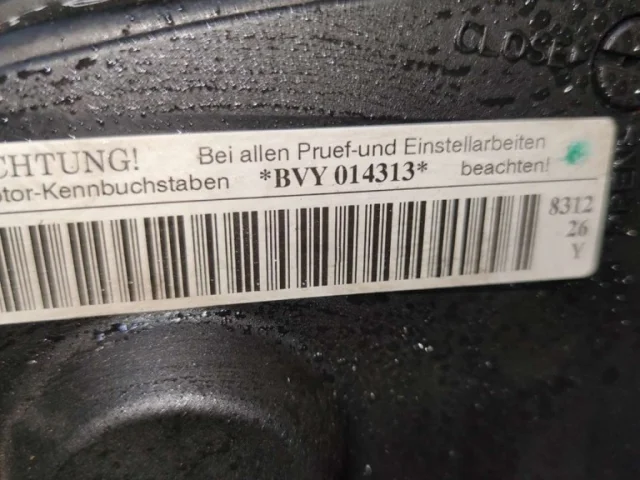 CLOSE
CHTUNG! Bei allen Pruef-und Einstellarbeiten
otor-Kennbuchstaben *BVY 014313* beachten!
8312
26
Y